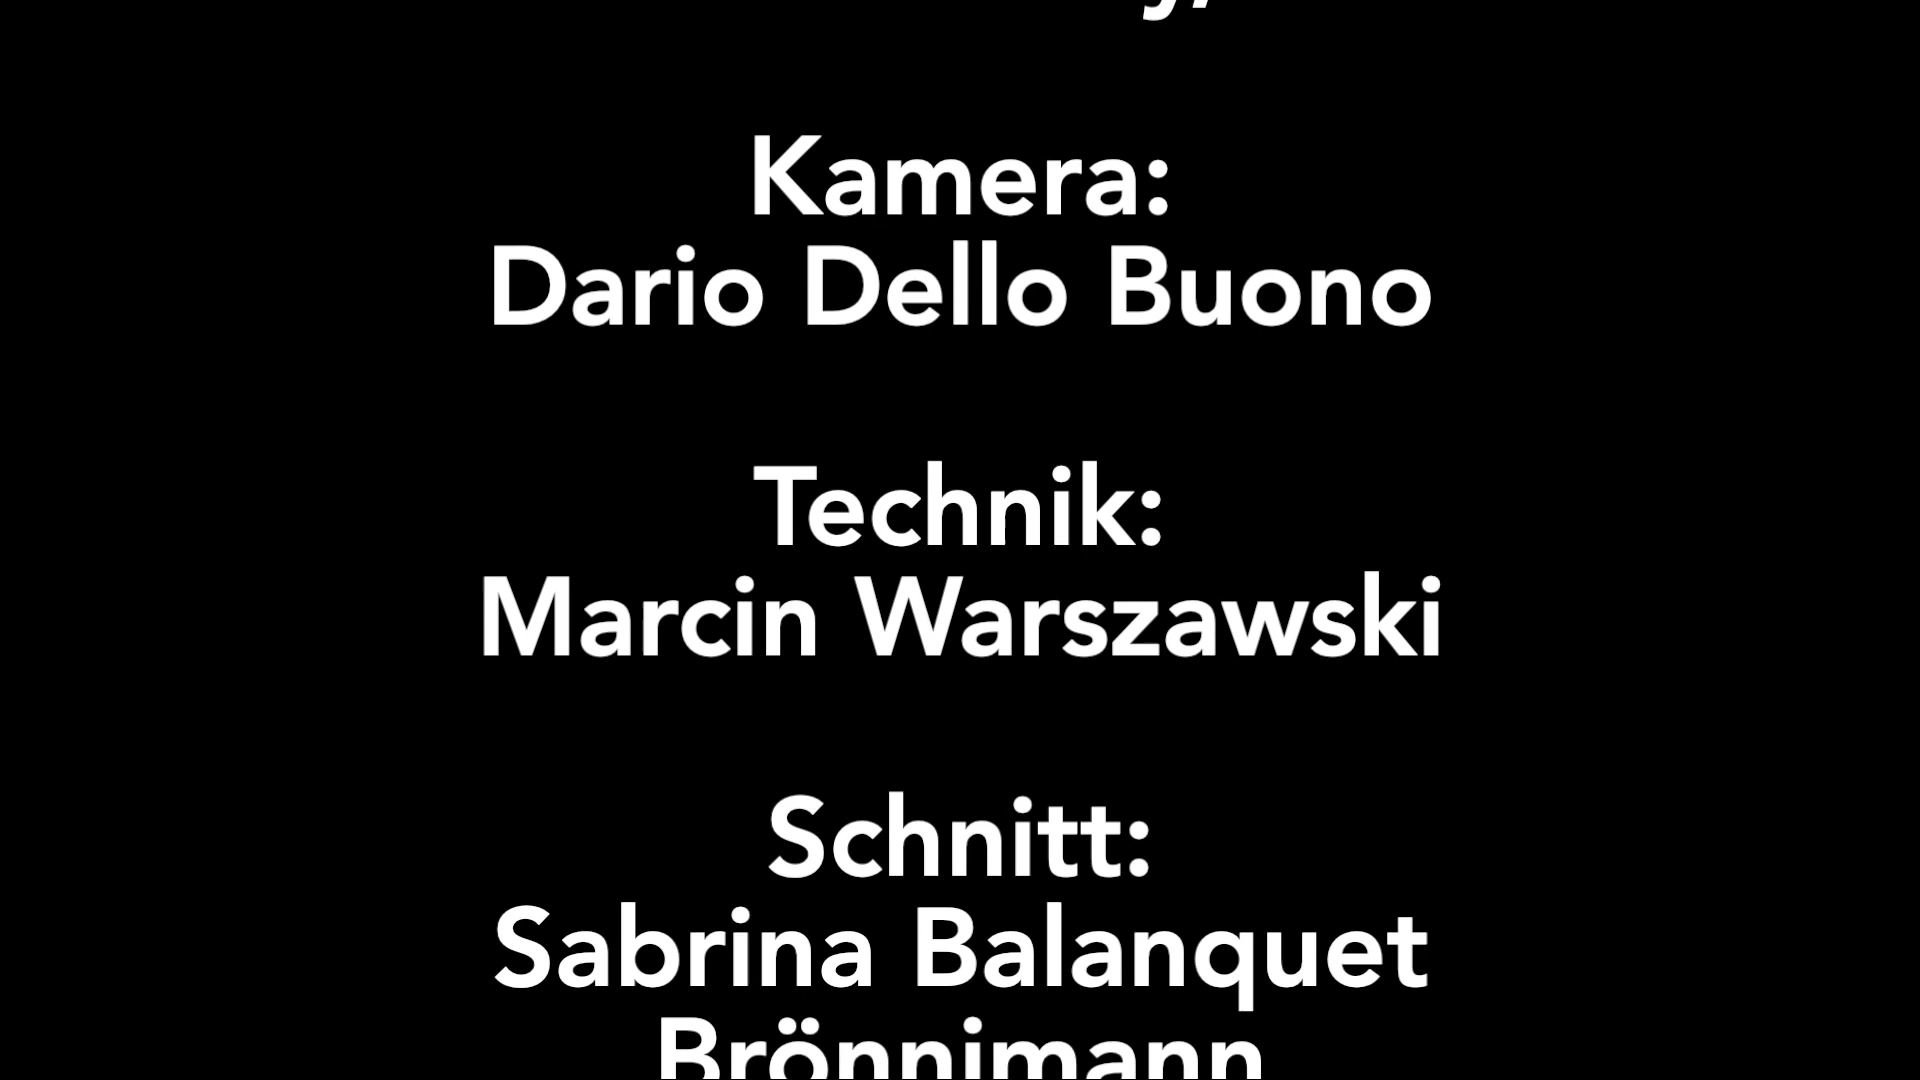 Kamera:
Dario Dello Buono
Technik:
Marcin Warszawski
Schnitt:
Sabrina Balanquet
Brönnimann